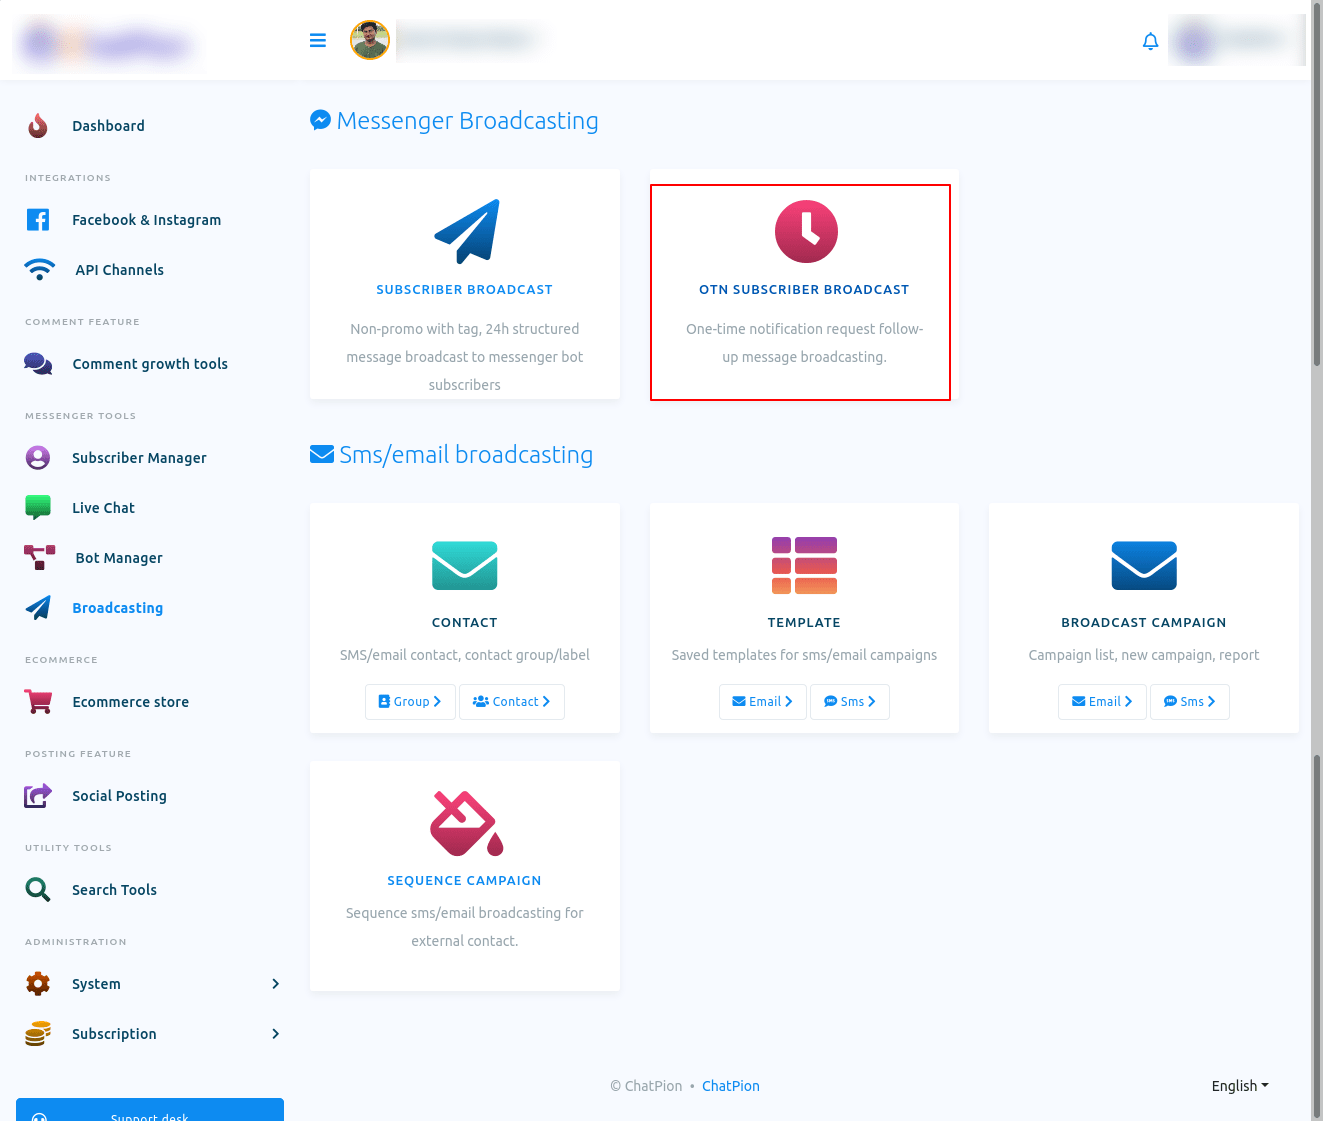 Dashboard
INTEGRATIONS
Facebook & Instagram
API Channels
COMMENT FEATURE
Comment growth tools
MESSENGER TOOLS
Subscriber Manager
Live Chat
Bot Manager
Broadcasting
ECOMMERCE
Ecommerce store
POSTING FEATURE
Social Posting
UTILITY TOOLS
Search Tools
ADMINISTRATION
System
Subscription
Support desk
Messenger Broadcasting
SUBSCRIBER BROADCAST
Non-promo with tag, 24h structured
message broadcast to messenger bot
subscribers
OTN SUBSCRIBER BROADCAST
One-time notification request follow-
up message broadcasting.
Sms/email broadcasting
CONTACT
SMS/email contact, contact group/label
Group
Contact
TEMPLATE
Saved templates for sms/email campaigns
Email
Sms
BROADCAST CAMPAIGN
Campaign list, new campaign, report
Email
Sms
SEQUENCE CAMPAIGN
Sequence sms/email broadcasting for
external contact.
© ChatPion • ChatPion
English